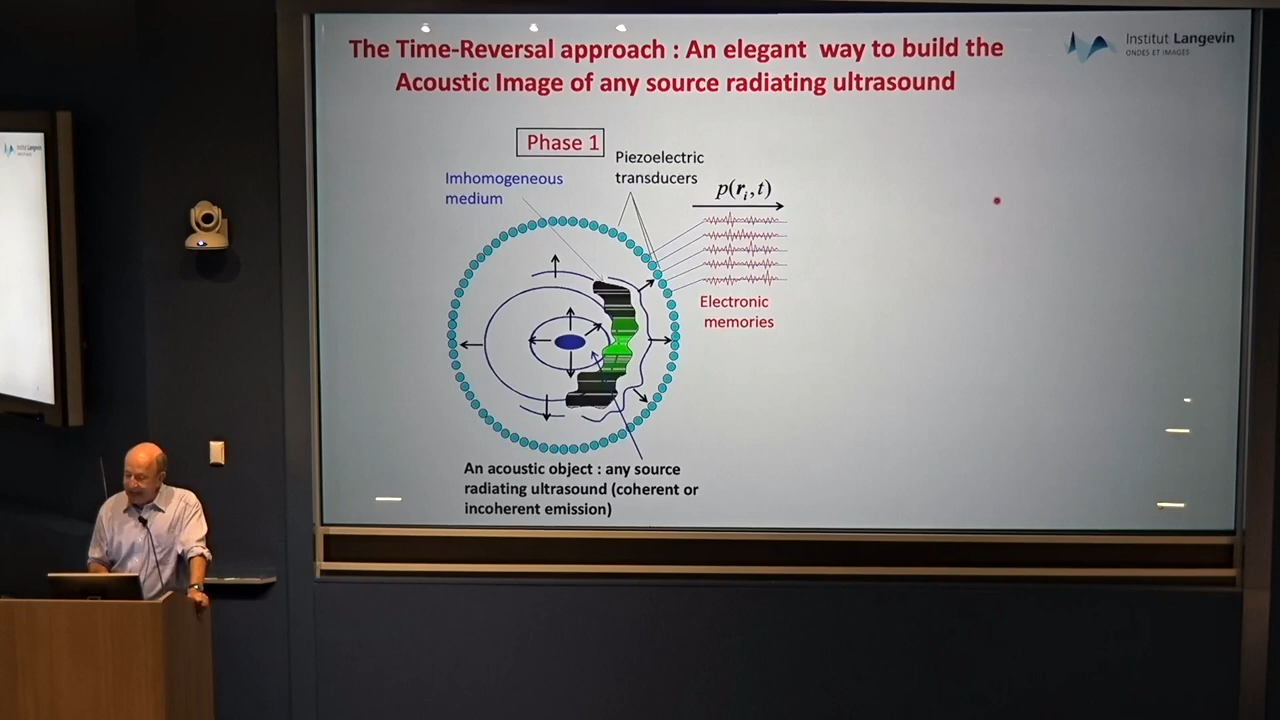 The Time-Reversal approach : An elegant way to build the
Acoustic Image of any source radiating ultrasound
Institut Langevin
ONDES ET IMAGES
Phase 1
Piezoelectric
transducers
Imhomogeneous
medium
p(rᵢ,t)
Electronic
memories
An acoustic object : any source
radiating ultrasound (coherent or
incoherent emission)
Institut Langevin